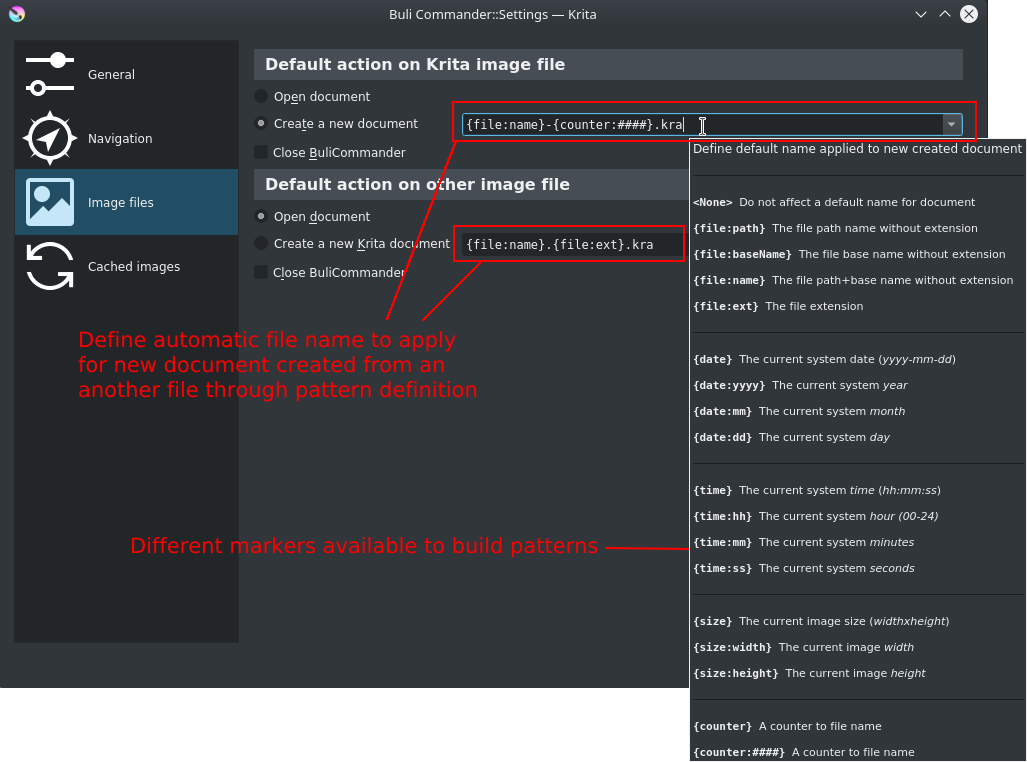 Buli Commander::Settings — Krita
General
Navigation
Image files
Cached images
Default action on Krita image file
Open document
Create a new document
{file:name}-{counter:####}.kra
Close BuliCommander
Default action on other image file
Open document
Create a new Krita document
{file:name}.{file:ext}.kra
Close BuliCommander
Define automatic file name to apply
for new document created from an
another file through pattern definition
Different markers available to build patterns
Define default name applied to new created document
<None> Do not affect a default name for document
{file:path} The file path name without extension
{file:baseName} The file base name without extension
{file:name} The file path+base name without extension
{file:ext} The file extension
{date} The current system date (yyyy-mm-dd)
{date:yyyy} The current system year
{date:mm} The current system month
{date:dd} The current system day
{time} The current system time (hh:mm:ss)
{time:hh} The current system hour (00-24)
{time:mm} The current system minutes
{time:ss} The current system seconds
{size} The current image size (widthxheight)
{size:width} The current image width
{size:height} The current image height
{counter} A counter to file name
{counter:####} A counter to file name